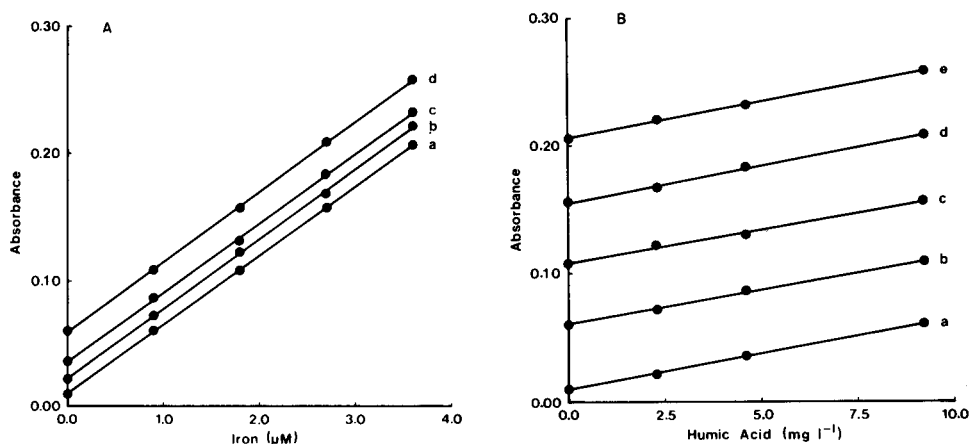 A
0.30
0.20
0.10
0.00
Absorbance
d
c
b
a
0.0
1.0
2.0
3.0
4.0
Iron (µM)
B
0.30
0.20
0.10
0.00
Absorbance
e
d
c
b
a
0.0
2.5
5.0
7.5
10.0
Humic Acid (mg l⁻¹)